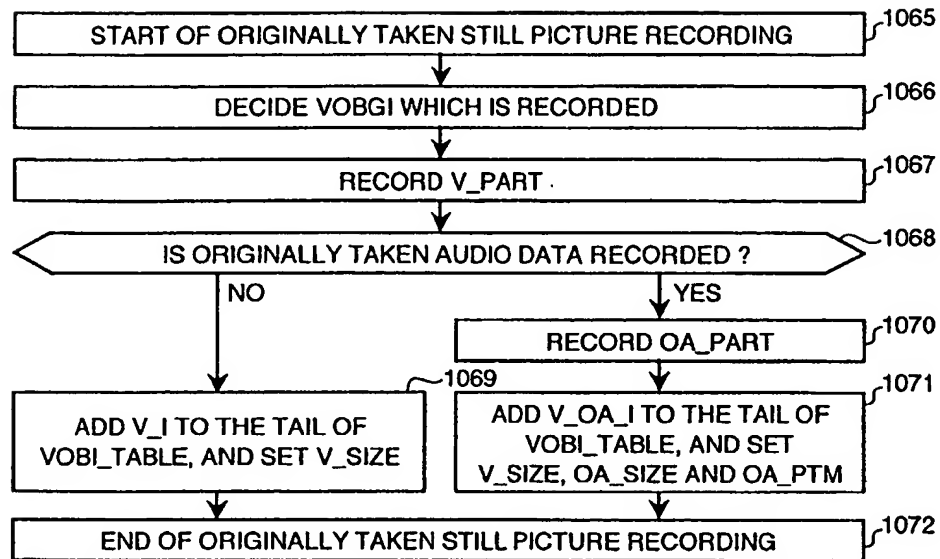 START OF ORIGINALLY TAKEN STILL PICTURE RECORDING
1065
DECIDE VOBGI WHICH IS RECORDED
1066
RECORD V_PART
1067
IS ORIGINALLY TAKEN AUDIO DATA RECORDED ?
1068
NO
YES
RECORD OA_PART
1070
1069
ADD V_I TO THE TAIL OF
VOBI_TABLE, AND SET V_SIZE
1071
ADD V_OA_I TO THE TAIL OF
VOBI_TABLE, AND SET
V_SIZE, OA_SIZE AND OA_PTM
END OF ORIGINALLY TAKEN STILL PICTURE RECORDING
1072